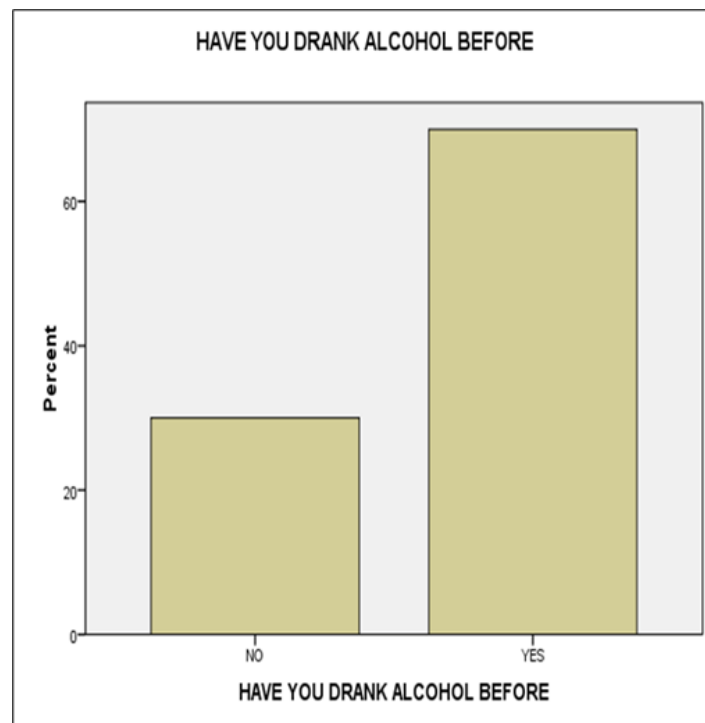 HAVE YOU DRANK ALCOHOL BEFORE
Percent
60
40
20
0
NO YES
HAVE YOU DRANK ALCOHOL BEFORE